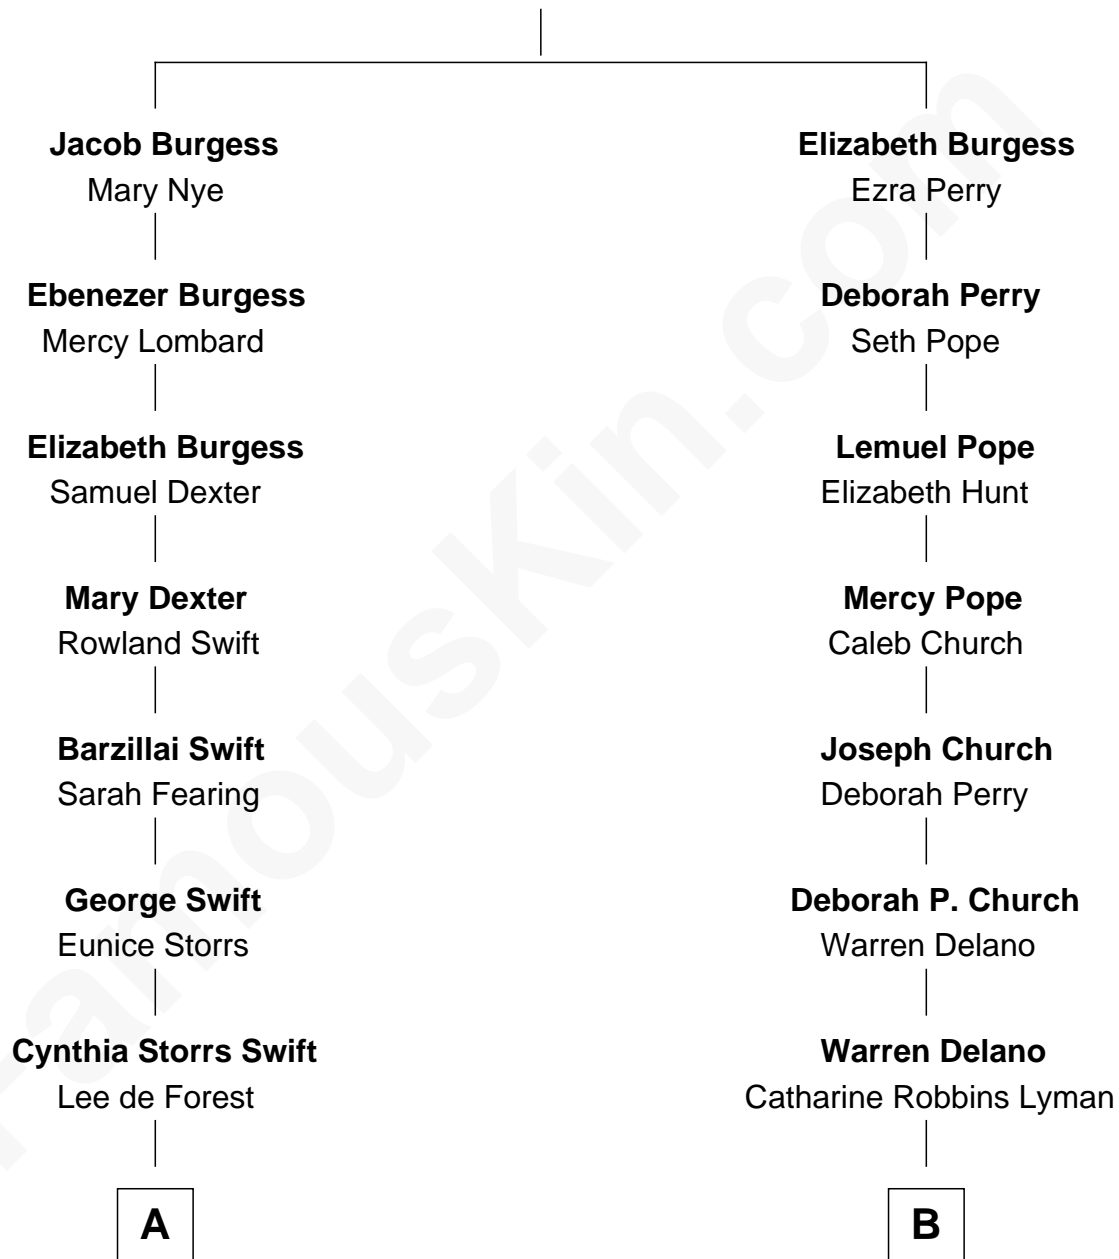 Jacob Burgess
Mary Nye
Ebenezer Burgess
Mercy Lombard
Elizabeth Burgess
Samuel Dexter
Mary Dexter
Rowland Swift
Barzillai Swift
Sarah Fearing
George Swift
Eunice Storrs
Cynthia Storrs Swift
Lee de Forest
A
Elizabeth Burgess
Ezra Perry
Deborah Perry
Seth Pope
Lemuel Pope
Elizabeth Hunt
Mercy Pope
Caleb Church
Joseph Church
Deborah Perry
Deborah P. Church
Warren Delano
Warren Delano
Catharine Robbins Lyman
B
FamousKin.com